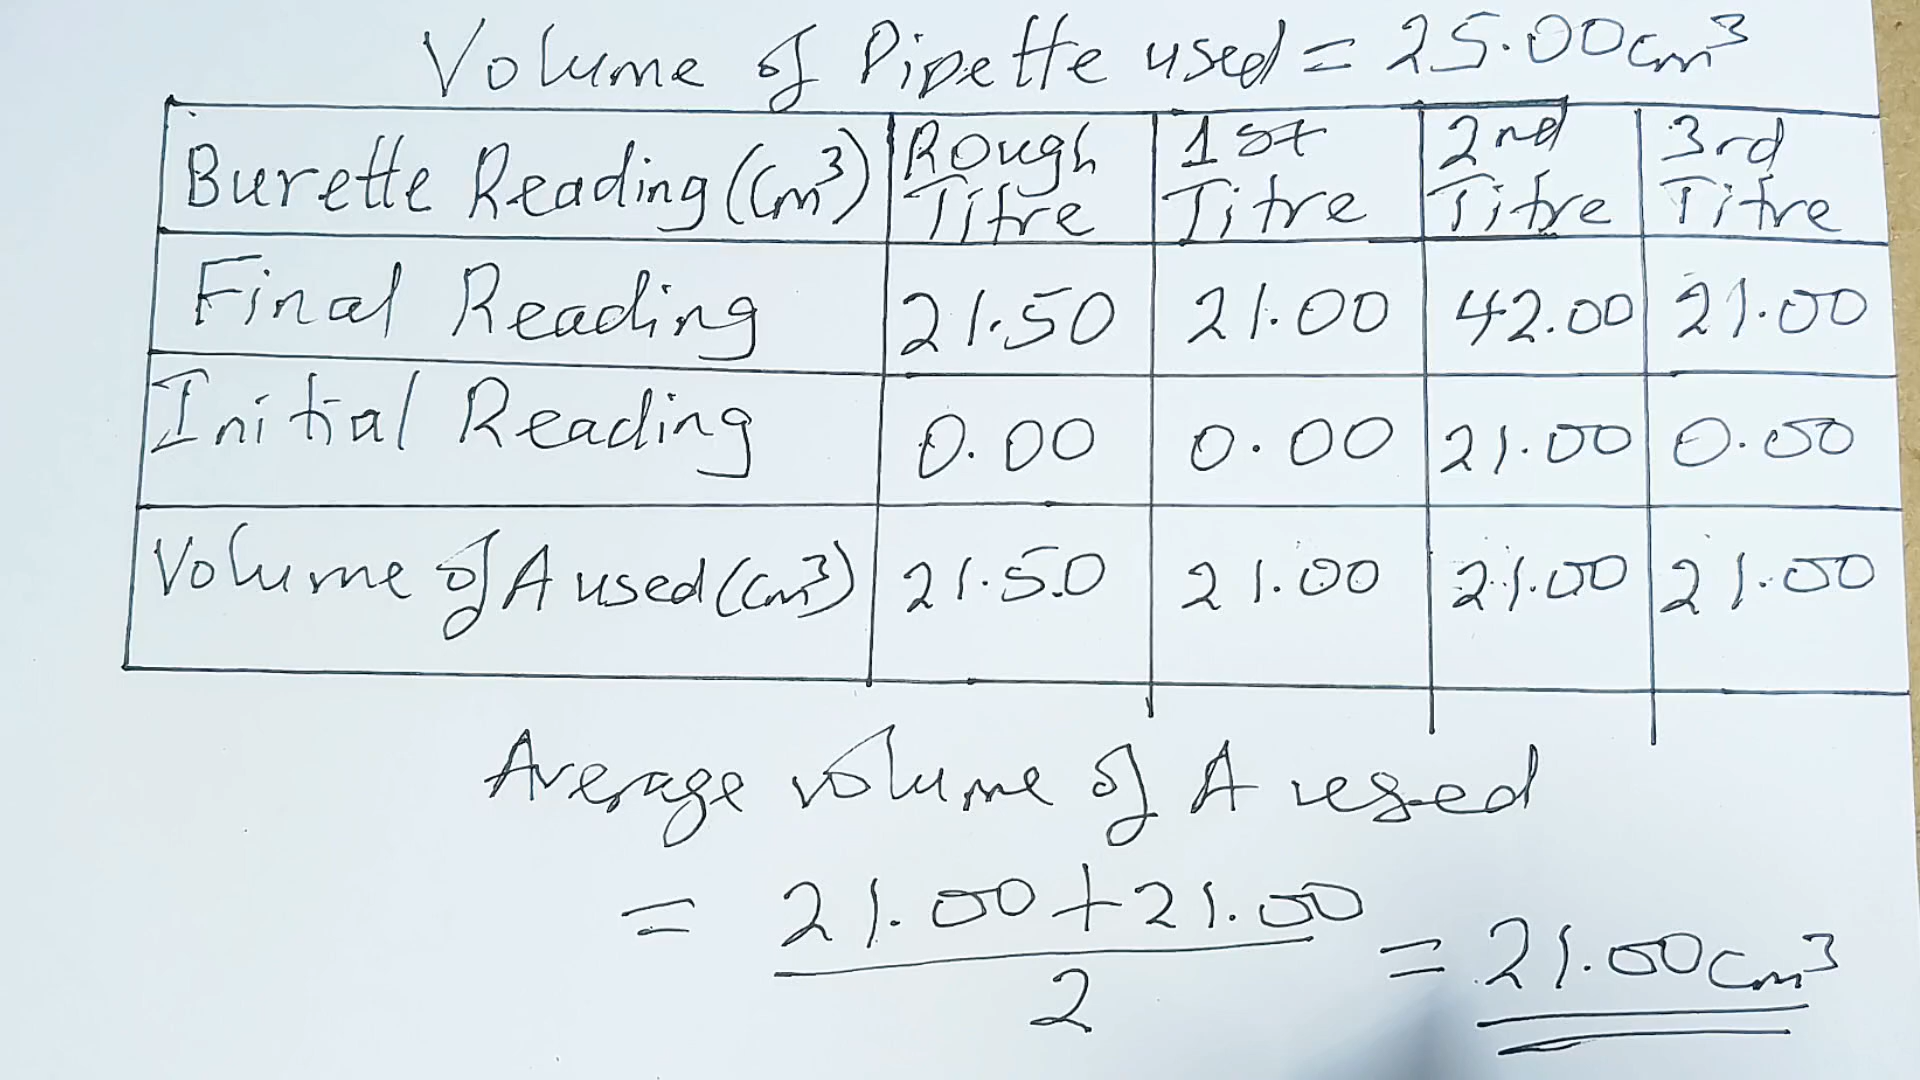 Volume of Pipette used = 25.00cm³
Burette Reading (Cm³) Rough Titre 1st Titre 2nd Titre 3rd Titre
Final Reading 21.50 21.00 42.00 21.00
Initial Reading 0.00 0.00 21.00 0.00
Volume of A used (Cm³) 21.50 21.00 21.00 21.00
Average volume of A used
= 21.00 + 21.00 = 21.00cm³
2